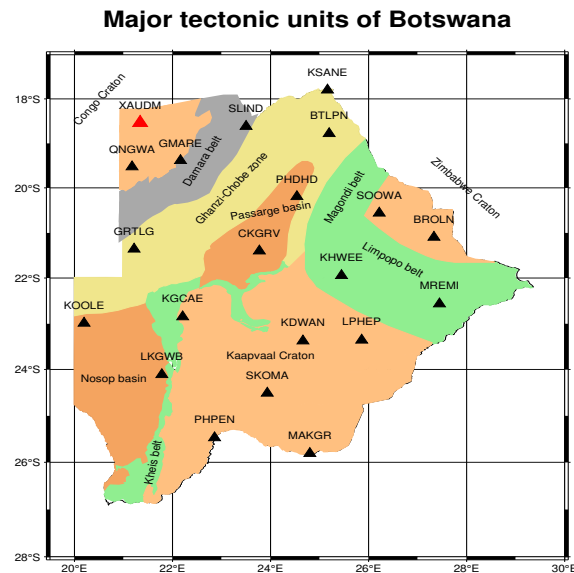 Major tectonic units of Botswana
KSANE
18°S
Congo Craton
XAUDM
SLIND
BTLPN
GMARE
QNGWA
Damara belt
Ghanzi-Chobe zone
Zimbabwe Craton
20°S
PHDHD
Magondi belt
SOOWA
Passarge basin
BROLN
GRTLG
CKGRV
KHWEE
Limpopo belt
22°S
MREMI
KOOLE
KGCAE
KDWAN
LPHEP
24°S
LKGWB
Kaapvaal Craton
Nosop basin
SKOMA
PHPEN
MAKGR
Kheis belt
26°S
28°S
20°E 22°E 24°E 26°E 28°E 30°E